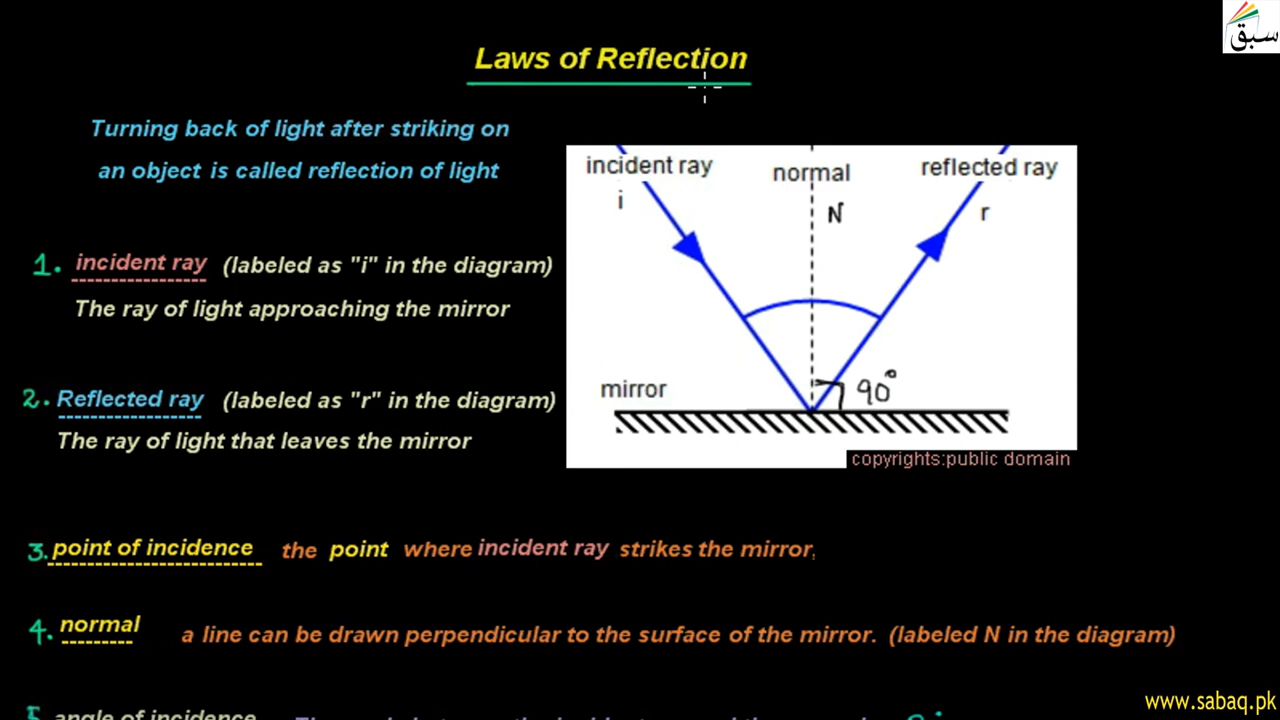 سبق
Laws of Reflection
Turning back of light after striking on
an object is called reflection of light
1. incident ray (labeled as "i" in the diagram)
The ray of light approaching the mirror
2. Reflected ray (labeled as "r" in the diagram)
The ray of light that leaves the mirror
incident ray
normal
reflected ray
i
N
r
mirror
90°
copyrights:public domain
3. point of incidence the point where incident ray strikes the mirror.
4. normal a line can be drawn perpendicular to the surface of the mirror. (labeled N in the diagram)
5 angle of incidence
www.sabaq.pk